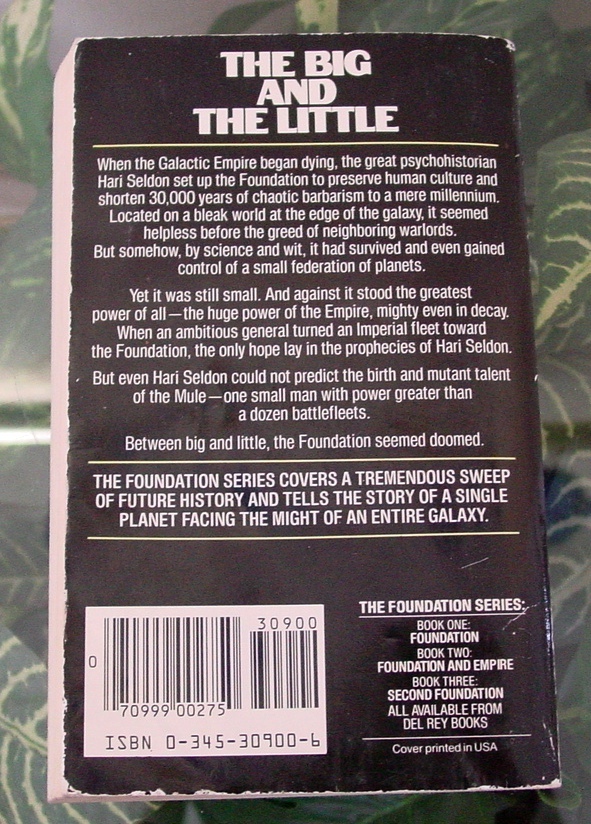 THE BIG
AND
THE LITTLE
When the Galactic Empire began dying, the great psychohistorian
Hari Seldon set up the Foundation to preserve human culture and
shorten 30,000 years of chaotic barbarism to a mere millennium.
Located on a bleak world at the edge of the galaxy, it seemed
helpless before the greed of neighboring warlords.
But somehow, by science and wit, it had survived and even gained
control of a small federation of planets.
Yet it was still small. And against it stood the greatest
power of all—the huge power of the Empire, mighty even in decay.
When an ambitious general turned an Imperial fleet toward
the Foundation, the only hope lay in the prophecies of Hari Seldon.
But even Hari Seldon could not predict the birth and mutant talent
of the Mule—one small man with power greater than
a dozen battlefleets.
Between big and little, the Foundation seemed doomed.
THE FOUNDATION SERIES COVERS A TREMENDOUS SWEEP
OF FUTURE HISTORY AND TELLS THE STORY OF A SINGLE
PLANET FACING THE MIGHT OF AN ENTIRE GALAXY.
30900
0
70999 00275
ISBN 0-345-30900-6
THE FOUNDATION SERIES:
BOOK ONE:
FOUNDATION
BOOK TWO:
FOUNDATION AND EMPIRE
BOOK THREE:
SECOND FOUNDATION
ALL AVAILABLE FROM
DEL REY BOOKS
Cover printed in USA